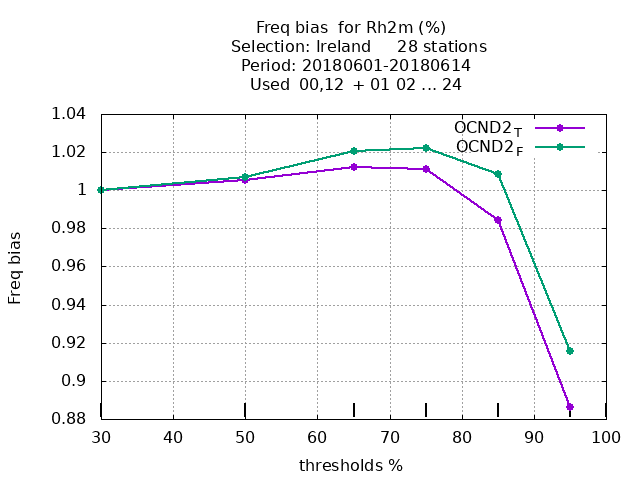 Freq bias  for Rh2m (%)
Selection: Ireland     28 stations
Period: 20180601-20180614
Used  00,12  + 01 02 ... 24
OCND2_T
OCND2_F
1.04
1.02
1
0.98
0.96
0.94
0.92
0.9
0.88
Freq bias
30 40 50 60 70 80 90 100
thresholds %